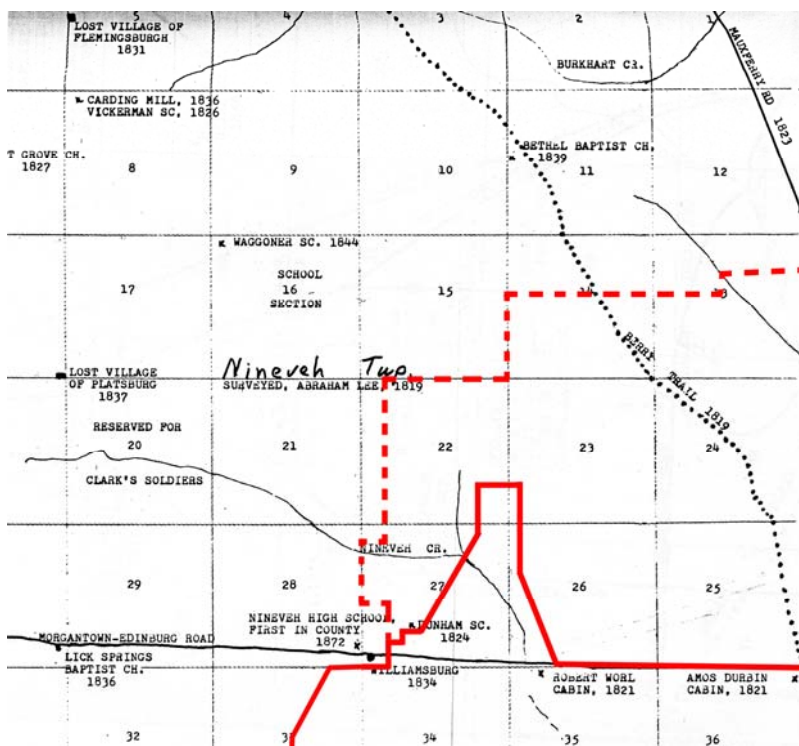 5
4
3
2
1
LOST VILLAGE OF
FLEMINGSBURGH
1831
BURKHART CR.
MAUXFERRY RD 1823
CARDING MILL, 1836
VICKERMAN SC, 1826
T GROVE CH.
1827
8
9
10
BETHEL BAPTIST CH.
1839
11
12
WAGGONER SC. 1844
17
SCHOOL
16
SECTION
15
14
13
BIRRI TRAIL 1819
LOST VILLAGE
OF PLATSBURG
1837
Nineveh Twp.
SURVEYED, ABRAHAM LEE, 1819
RESERVED FOR
20
CLARK'S SOLDIERS
21
22
23
24
29
28
NINEVEH CR.
27
26
25
NINEVEH HIGH SCHOOL,
FIRST IN COUNTY
1872
DONHAM SC.
1824
MORGANTOWN-EDINBURG ROAD
LICK SPRINGS
BAPTIST CH.
1836
WILLIAMSBURG
1834
ROBERT WORL
CABIN, 1821
AMOS DURBIN
CABIN, 1821
32
33
34
35
36